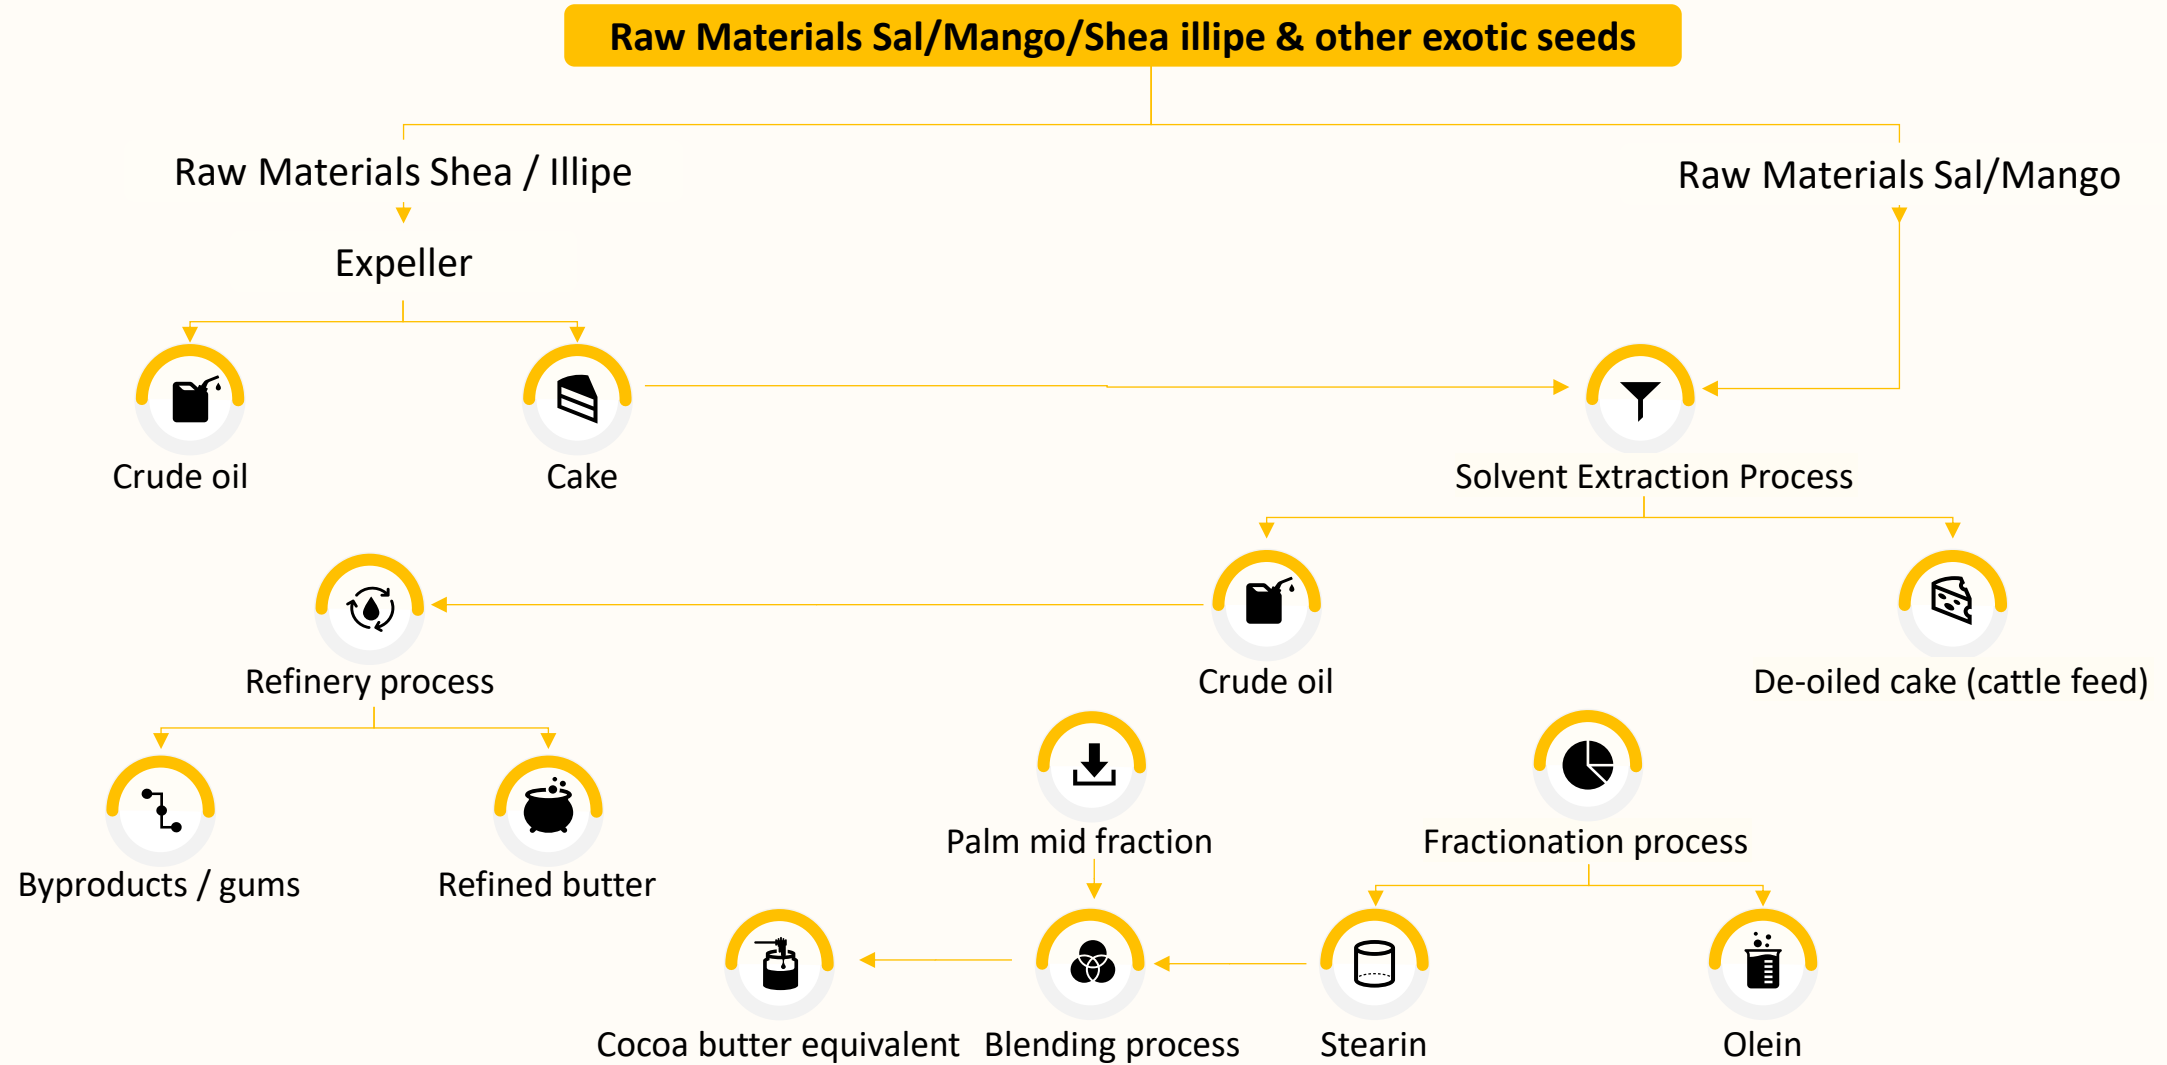 Raw Materials Sal/Mango/Shea illipe & other exotic seeds
Raw Materials Shea / Illipe
Raw Materials Sal/Mango
Expeller
Crude oil
Cake
Solvent Extraction Process
Refinery process
Crude oil
De-oiled cake (cattle feed)
Palm mid fraction
Fractionation process
Byproducts / gums
Refined butter
Cocoa butter equivalent
Blending process
Stearin
Olein